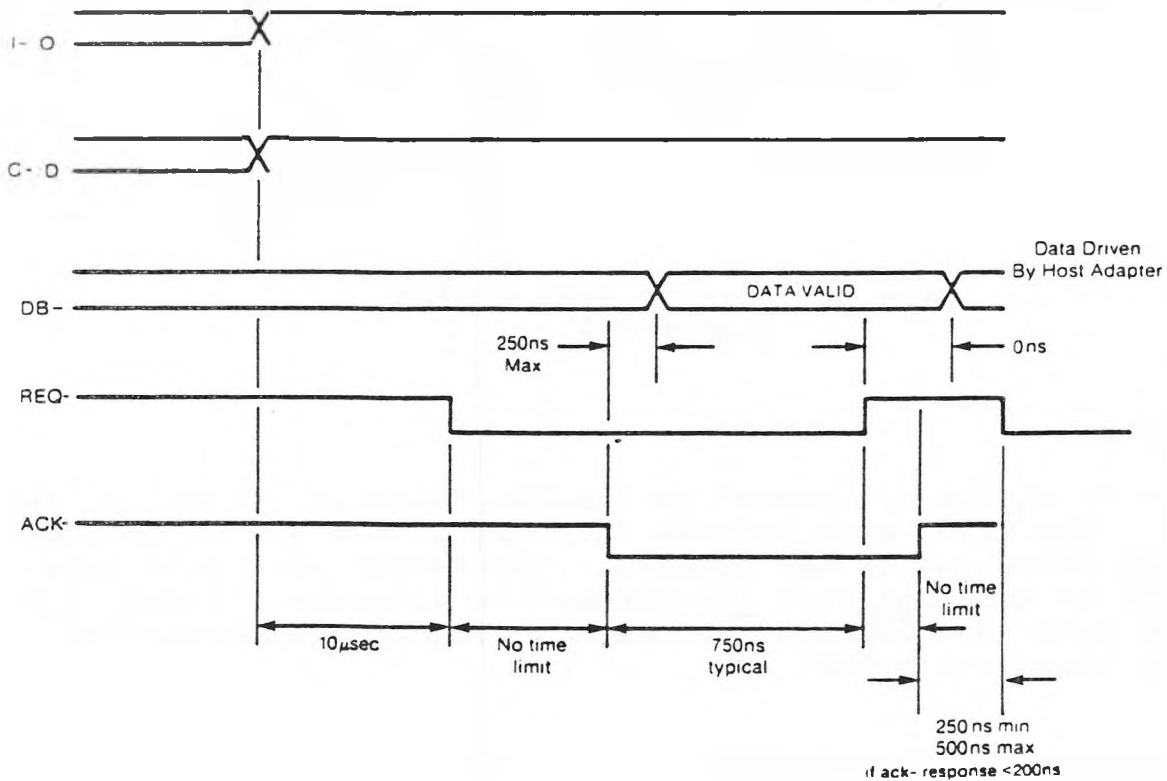 I- O
C- D
Data Driven
By Host Adapter
DATA VALID
DB-
250ns
Max
0ns
REQ-
ACK-
No time
limit
10μsec
No time
limit
750ns
typical
250 ns min
500ns max
if ack- response <200ns